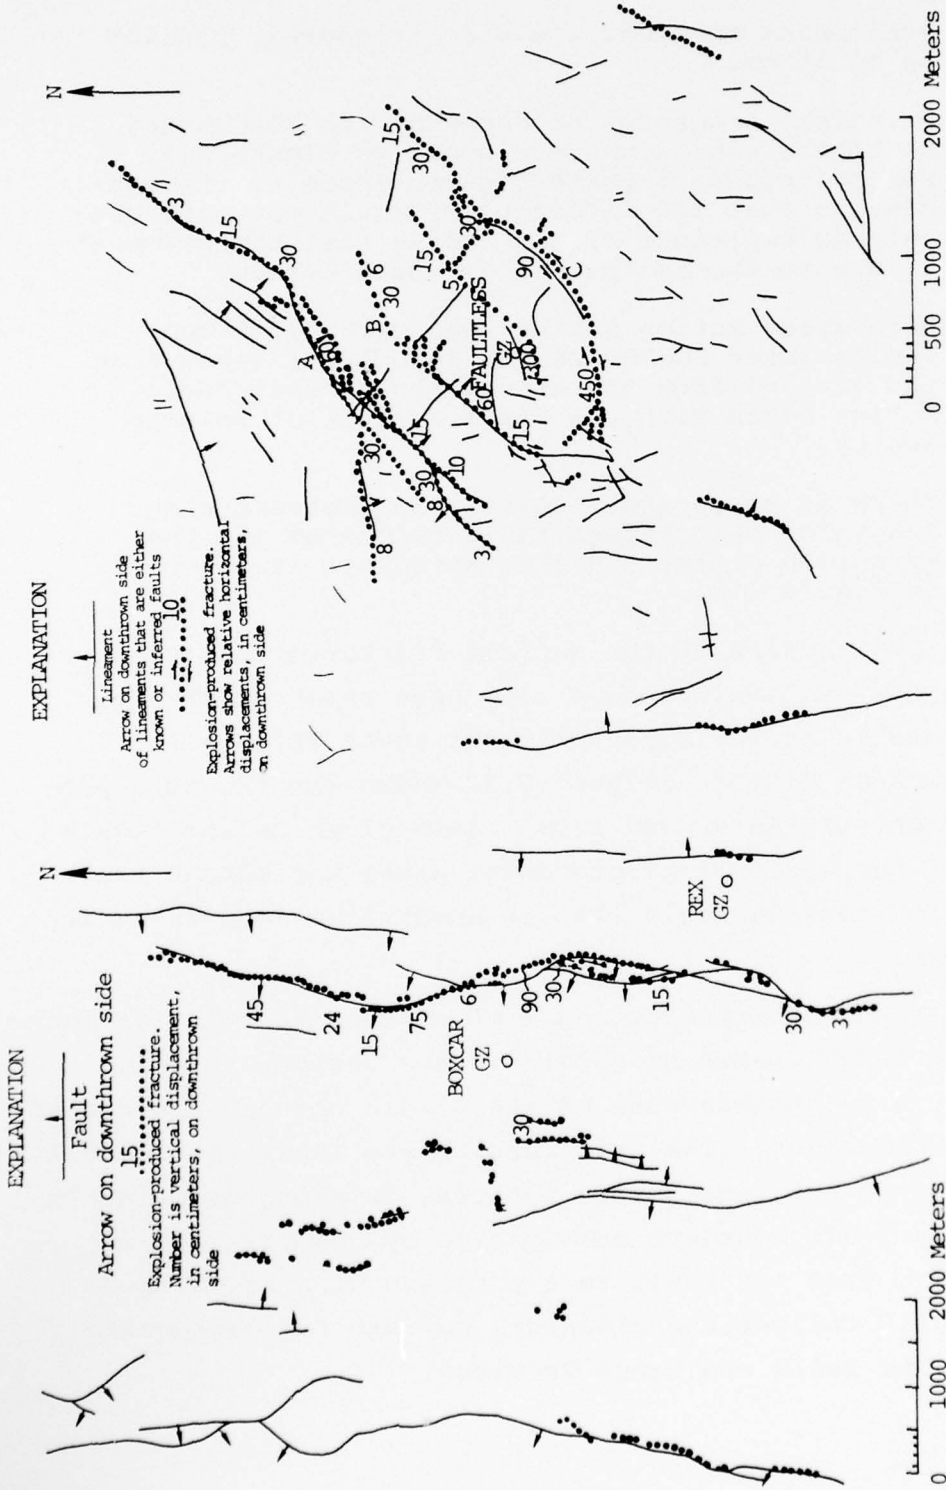 EXPLANATION
Fault
Arrow on downthrown side
15
Explosion-produced fracture.
Number is vertical displacement,
in centimeters, on downthrown
side
N
45
24
15
75
6
BOXCAR
GZ
90
30
30
15
30
3
REX
GZ
0 1000 2000 Meters
EXPLANATION
Lineament
Arrow on downthrown side
of lineaments that are either
known or inferred faults
10
Explosion-produced fracture.
Arrows show relative horizontal
displacements, in centimeters,
on downthrown side
N
3
15
30
A
60
B
30
6
15
30
15
5
30
8
30
15
30
8
10
3
FAULTLESS
GZ
60
300
90
C
15
450
0 500 1000 2000 Meters